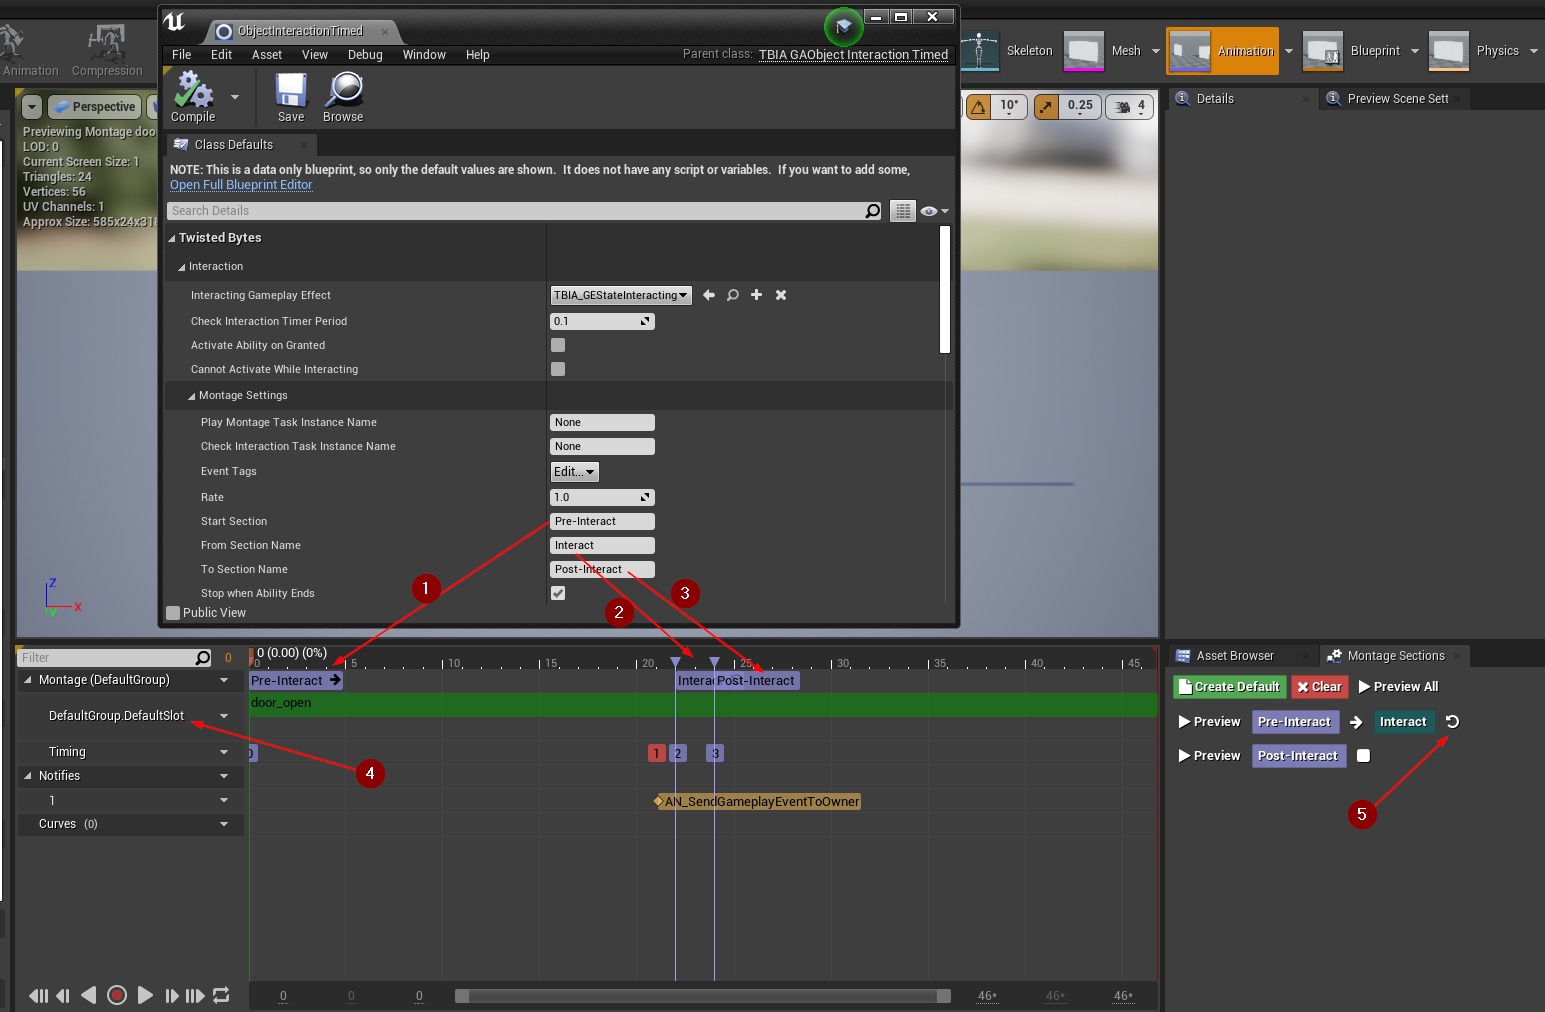 ObjectInteractionTimed
File Edit Asset View Debug Window Help
Parent class: TBIA GAObject Interaction Timed
Animation Compression
Skeleton Mesh Animation Blueprint Physics
Compile Save Browse
Perspective
10° 0.25 4
Details Preview Scene Sett
Previewing Montage doo
LOD: 0
Current Screen Size: 1
Triangles: 24
Vertices: 56
UV Channels: 1
Approx Size: 585x24x318
Class Defaults
NOTE: This is a data only blueprint, so only the default values are shown. It does not have any script or variables. If you want to add some,
Open Full Blueprint Editor
Search Details
Twisted Bytes
Interaction
Interacting Gameplay Effect TBIA_GEStateInteracting
Check Interaction Timer Period 0.1
Activate Ability on Granted
Cannot Activate While Interacting
Montage Settings
Play Montage Task Instance Name None
Check Interaction Task Instance Name None
Event Tags Edit...
Rate 1.0
Start Section Pre-Interact
From Section Name Interact
To Section Name Post-Interact
Stop when Ability Ends
Public View
1
2
3
Z
X
Filter 0
0 (0.00) (0%)
0 5 10 15 20 25 30 35 40 45
Montage (DefaultGroup)
Pre-Interact Interac Post-Interact
door_open
DefaultGroup.DefaultSlot
Timing
1 2 3
4
Notifies
1
AN_SendGameplayEventToOwner
Curves (0)
0 0 0 46* 46* 46*
Asset Browser Montage Sections
Create Default Clear Preview All
Preview Pre-Interact Interact
Preview Post-Interact
5